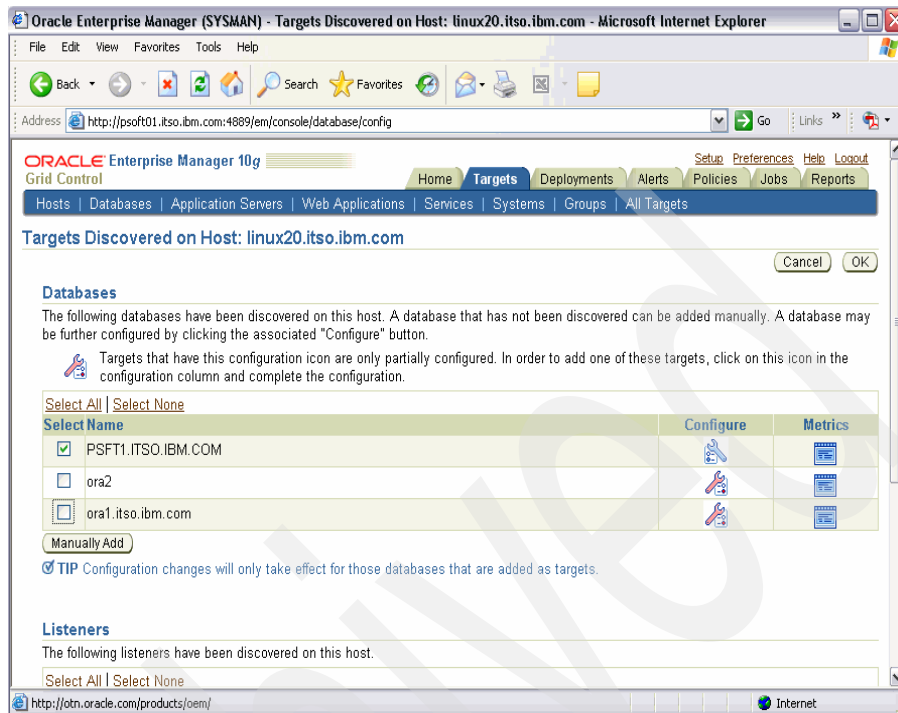 Oracle Enterprise Manager (SYSMAN) - Targets Discovered on Host: linux20.itso.ibm.com - Microsoft Internet Explorer
File Edit View Favorites Tools Help
Back Search Favorites
Address http://psoft01.itso.ibm.com:4889/em/console/database/config Go Links »
ORACLE Enterprise Manager 10g
Grid Control
Setup Preferences Help Logout
Home Targets Deployments Alerts Policies Jobs Reports
Hosts | Databases | Application Servers | Web Applications | Services | Systems | Groups | All Targets
Targets Discovered on Host: linux20.itso.ibm.com
Cancel OK
Databases
The following databases have been discovered on this host. A database that has not been discovered can be added manually. A database may
be further configured by clicking the associated "Configure" button.
Targets that have this configuration icon are only partially configured. In order to add one of these targets, click on this icon in the
configuration column and complete the configuration.
Select All | Select None
Select Name Configure Metrics
PSFT1.ITSO.IBM.COM
ora2
ora1.itso.ibm.com
Manually Add
TIP Configuration changes will only take effect for those databases that are added as targets.
Listeners
The following listeners have been discovered on this host.
Select All | Select None
http://otn.oracle.com/products/oem/ Internet